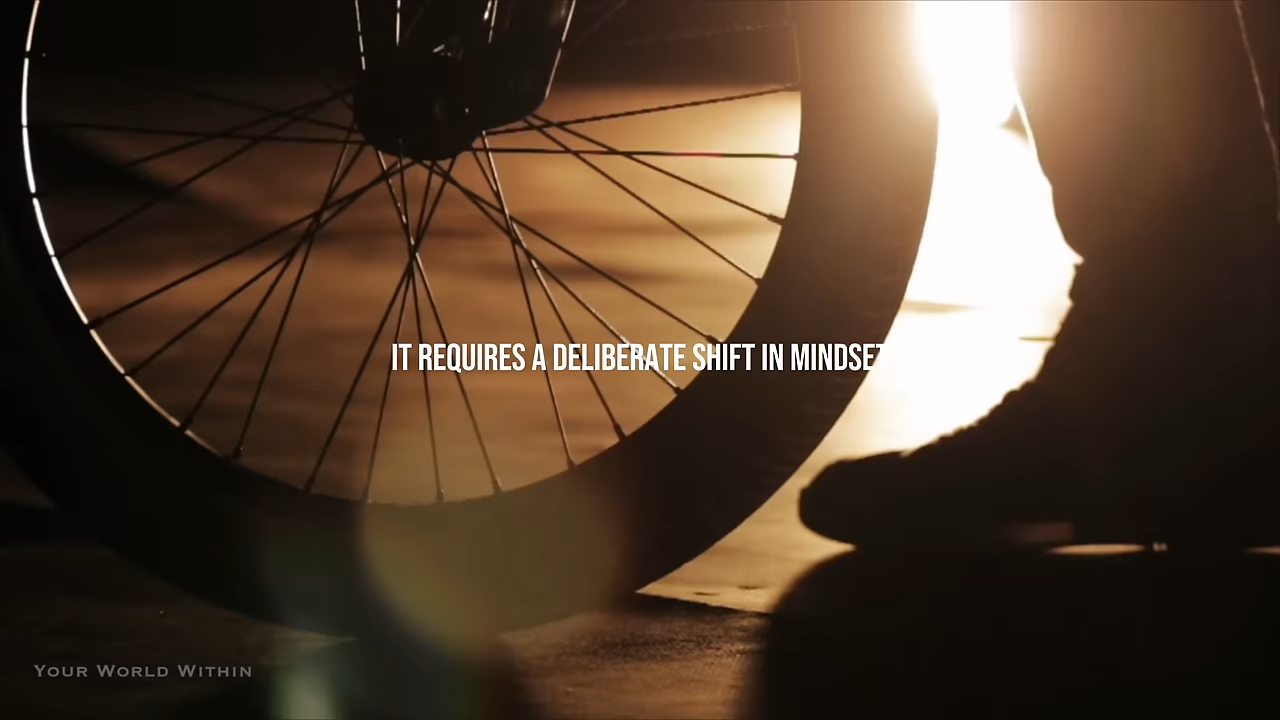 IT REQUIRES A DELIBERATE SHIFT IN MINDSET
YOUR WORLD WITHIN